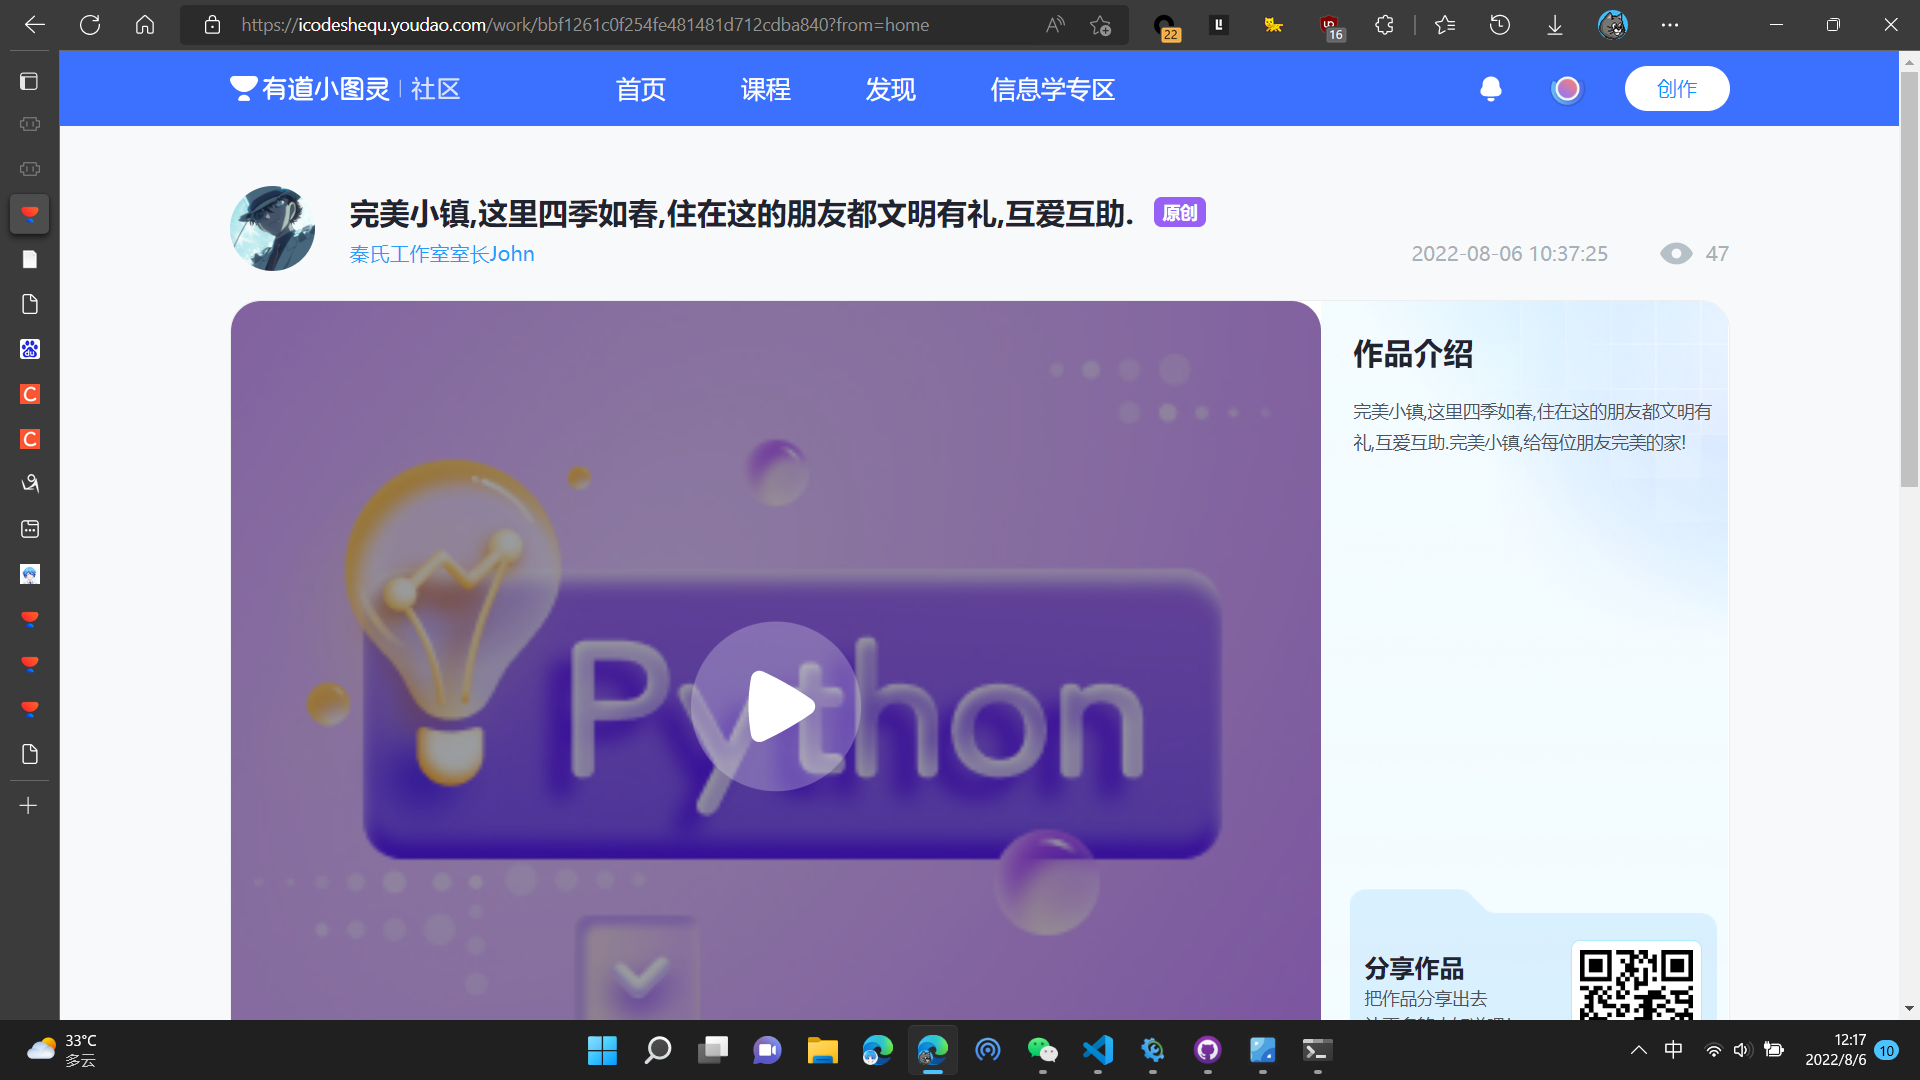 https://icodeshequ.youdao.com/work/bbf1261c0f254fe481481d712cdba840?from=home
22
16
有道小图灵 | 社区
首页
课程
发现
信息学专区
创作
完美小镇,这里四季如春,住在这的朋友都文明有礼,互爱互助.
原创
秦氏工作室室长John
2022-08-06 10:37:25
47
Python
作品介绍
完美小镇,这里四季如春,住在这的朋友都文明有
礼,互爱互助.完美小镇,给每位朋友完美的家!
分享作品
把作品分享出去
33°C
多云
中
12:17
2022/8/6
10